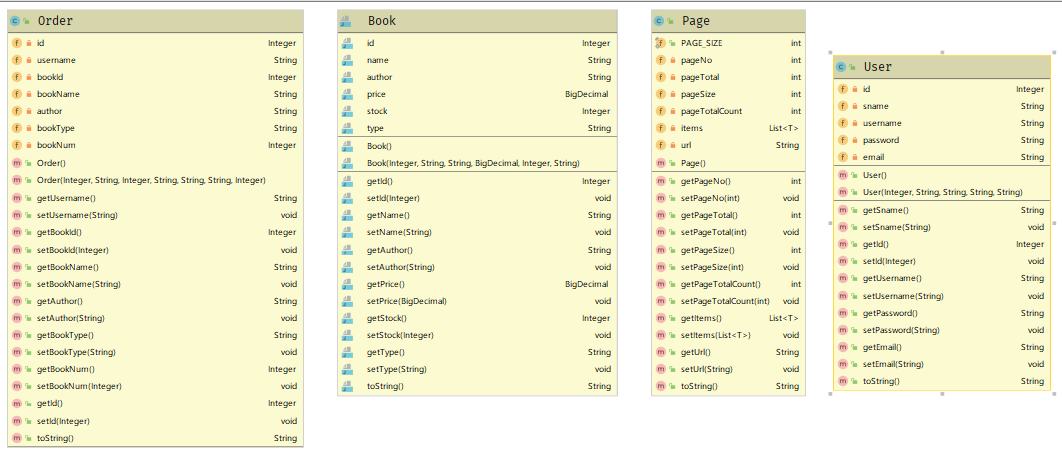 Order
id Integer
username String
bookId Integer
bookName String
author String
bookType String
bookNum Integer
Order()
Order(Integer, String, Integer, String, String, String, Integer)
getUsername() String
setUsername(String) void
getBookId() Integer
setBookId(Integer) void
getBookName() String
setBookName(String) void
getAuthor() String
setAuthor(String) void
getBookType() String
setBookType(String) void
getBookNum() Integer
setBookNum(Integer) void
getId() Integer
setId(Integer) void
toString() String
Book
id Integer
name String
author String
price BigDecimal
stock Integer
type String
Book()
Book(Integer, String, String, BigDecimal, Integer, String)
getId() Integer
setId(Integer) void
getName() String
setName(String) void
getAuthor() String
setAuthor(String) void
getPrice() BigDecimal
setPrice(BigDecimal) void
getStock() Integer
setStock(Integer) void
getType() String
setType(String) void
toString() String
Page
PAGE_SIZE int
pageNo int
pageTotal int
pageSize int
pageTotalCount int
items List<T>
url String
Page()
getPageNo() int
setPageNo(int) void
getPageTotal() int
setPageTotal(int) void
getPageSize() int
setPageSize(int) void
getPageTotalCount() int
setPageTotalCount(int) void
getItems() List<T>
setItems(List<T>) void
getUrl() String
setUrl(String) void
toString() String
User
id Integer
sname String
username String
password String
email String
User()
User(Integer, String, String, String, String)
getSname() String
setSname(String) void
getId() Integer
setId(Integer) void
getUsername() String
setUsername(String) void
getPassword() String
setPassword(String) void
getEmail() String
setEmail(String) void
toString() String